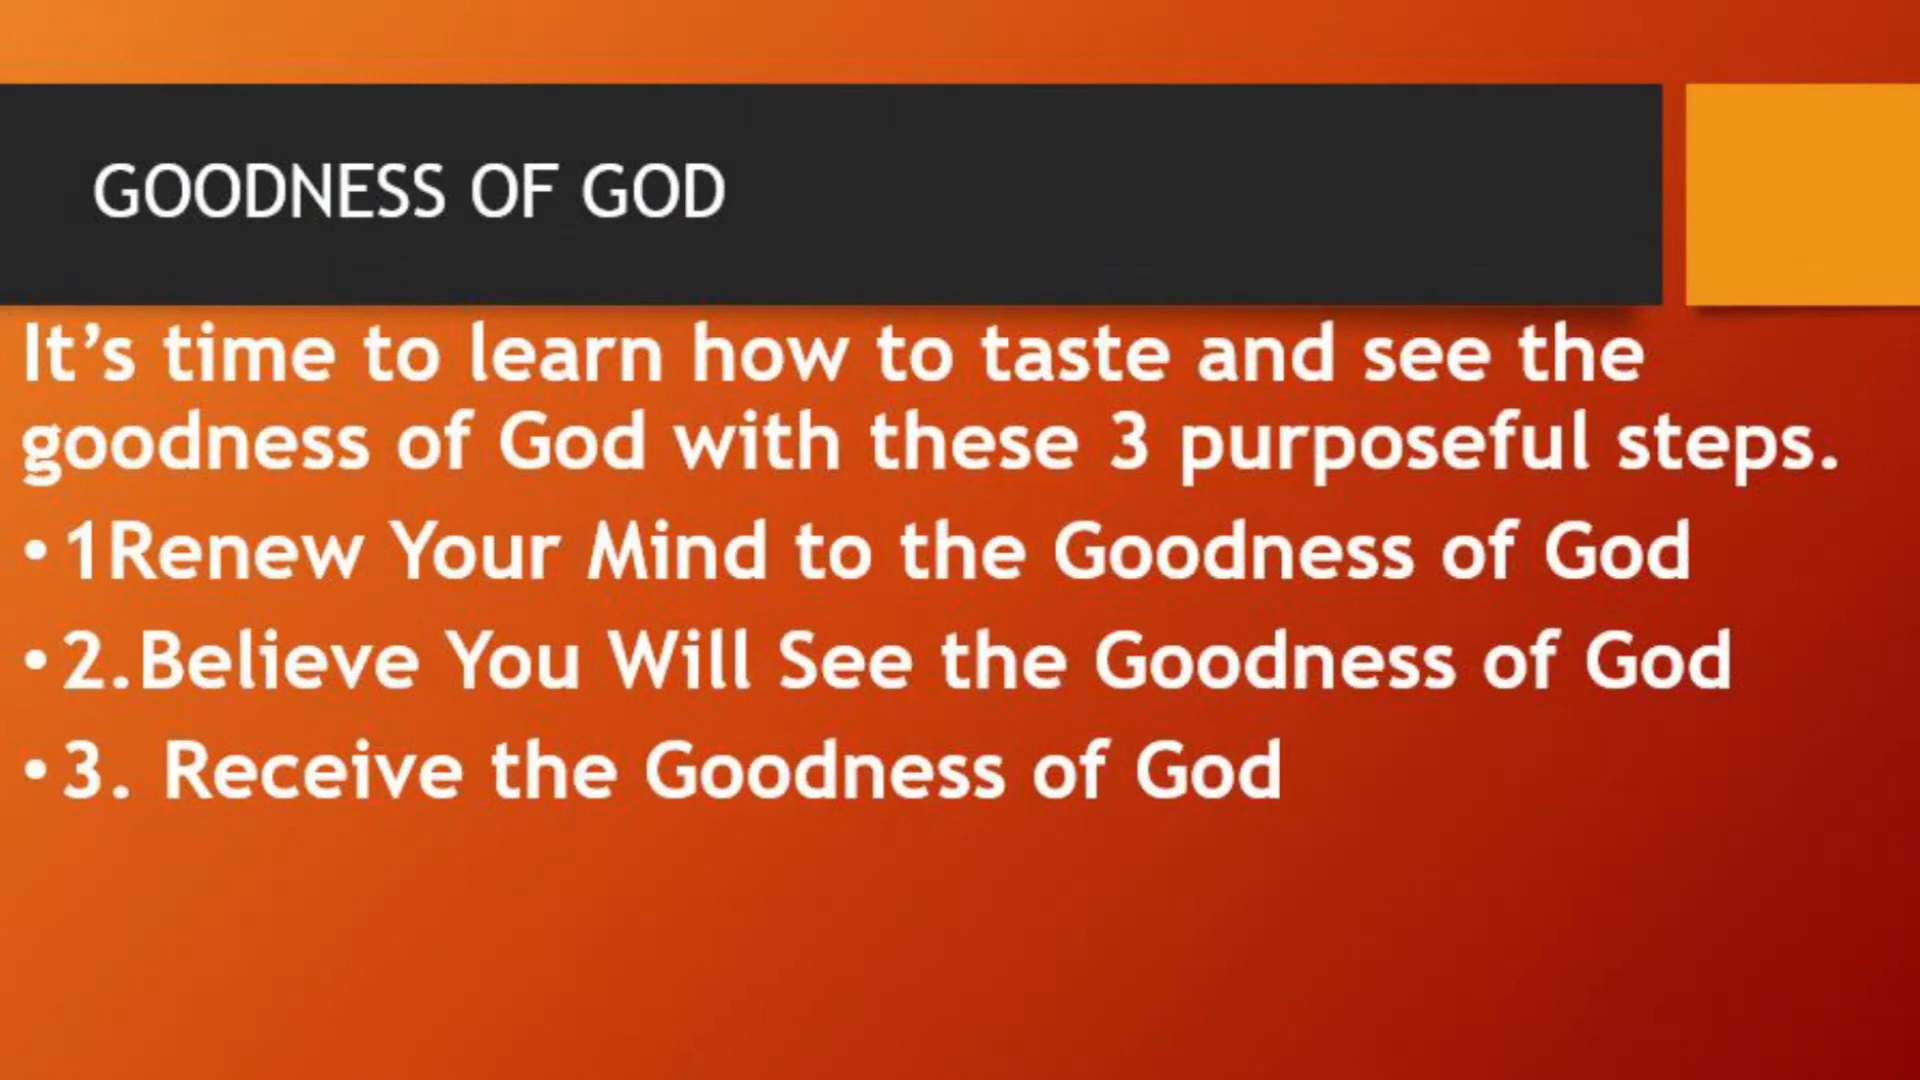 GOODNESS OF GOD
It’s time to learn how to taste and see the
goodness of God with these 3 purposeful steps.
• 1Renew Your Mind to the Goodness of God
• 2.Believe You Will See the Goodness of God
• 3. Receive the Goodness of God